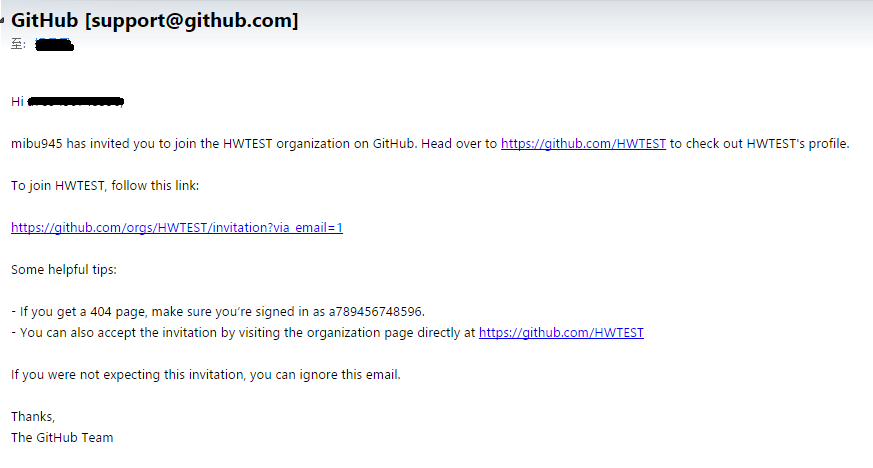 GitHub [support@github.com]
至:
Hi
mibu945 has invited you to join the HWTEST organization on GitHub. Head over to https://github.com/HWTEST to check out HWTEST's profile.
To join HWTEST, follow this link:
https://github.com/orgs/HWTEST/invitation?via_email=1
Some helpful tips:
- If you get a 404 page, make sure you’re signed in as a789456748596.
- You can also accept the invitation by visiting the organization page directly at https://github.com/HWTEST
If you were not expecting this invitation, you can ignore this email.
Thanks,
The GitHub Team